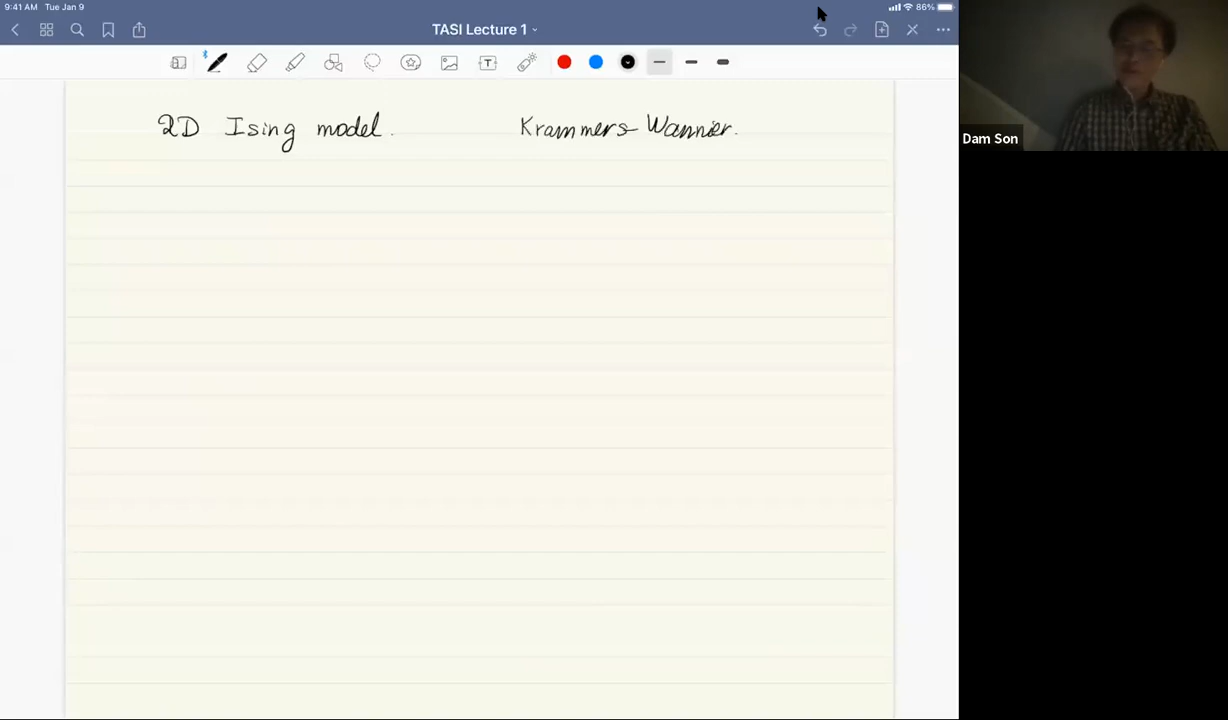 9:41 AM Tue Jan 9 86%
TASI Lecture 1
T
2D Ising model. Krammers-Wannier.
Dam Son